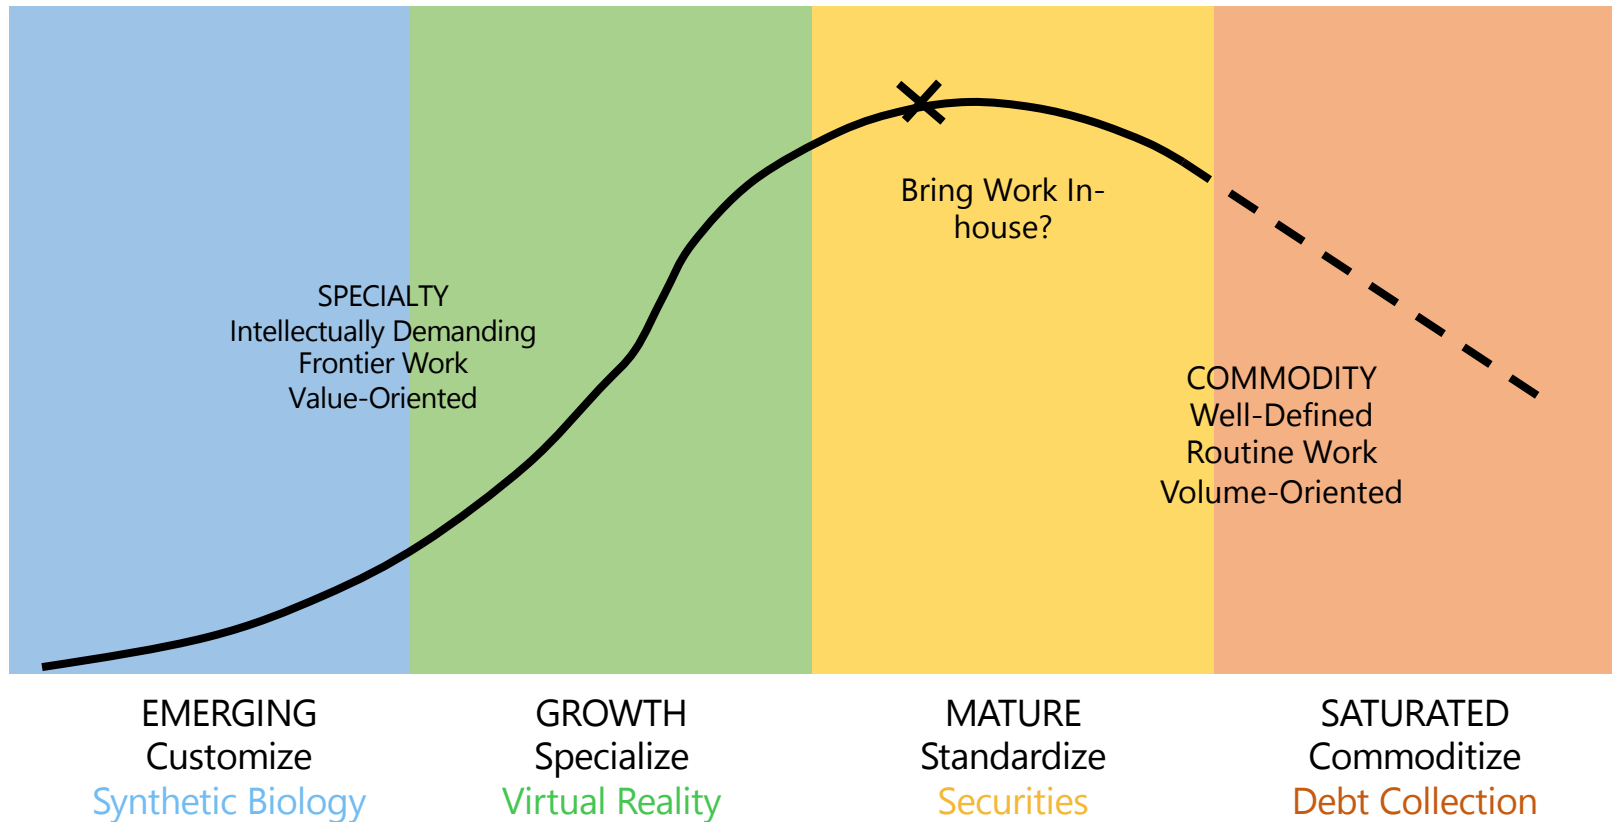 Bring Work In-
house?
SPECIALTY
Intellectually Demanding
Frontier Work
Value-Oriented
COMMODITY
Well-Defined
Routine Work
Volume-Oriented
EMERGING
Customize
Synthetic Biology
GROWTH
Specialize
Virtual Reality
MATURE
Standardize
Securities
SATURATED
Commoditize
Debt Collection